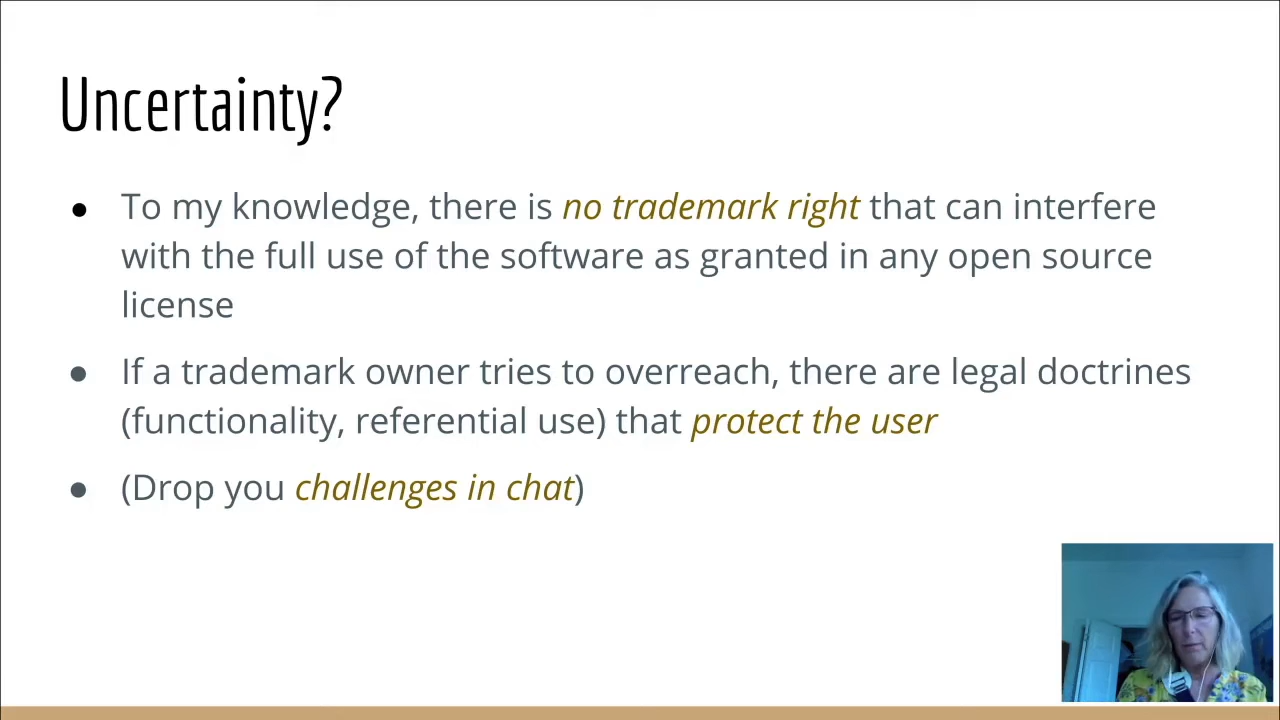 Uncertainty?
● To my knowledge, there is no trademark right that can interfere
with the full use of the software as granted in any open source
license
● If a trademark owner tries to overreach, there are legal doctrines
(functionality, referential use) that protect the user
● (Drop you challenges in chat)